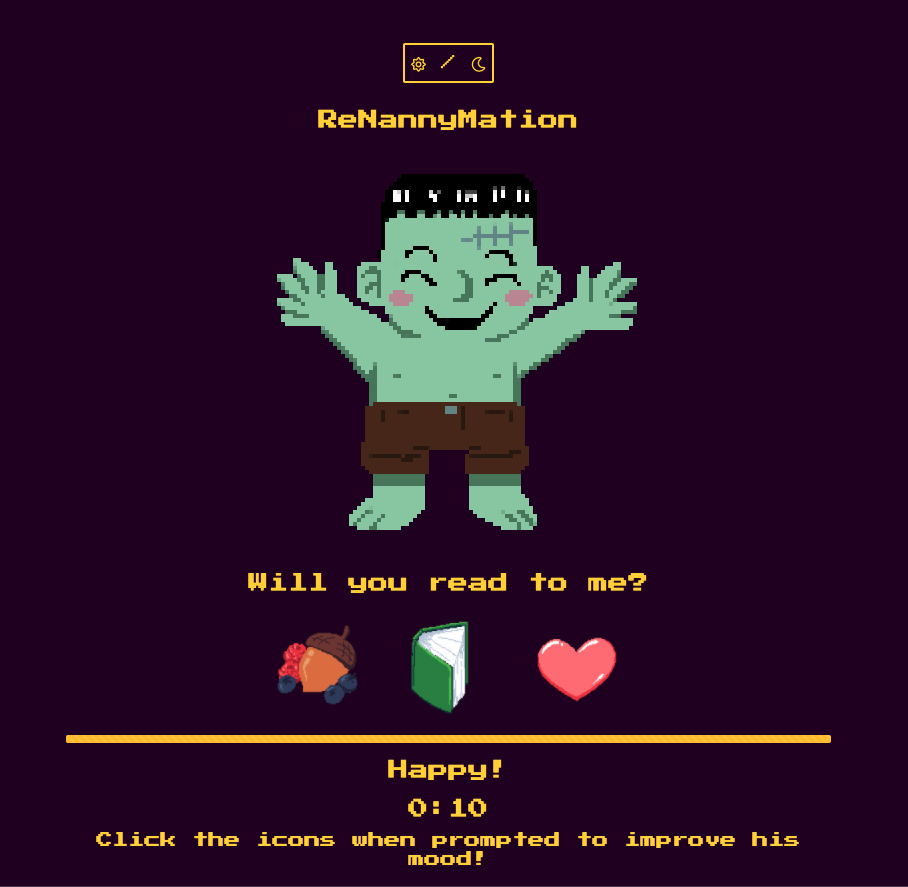 ReNannyMation
Will you read to me?
Happy!
0:10
Click the icons when prompted to improve his
mood!